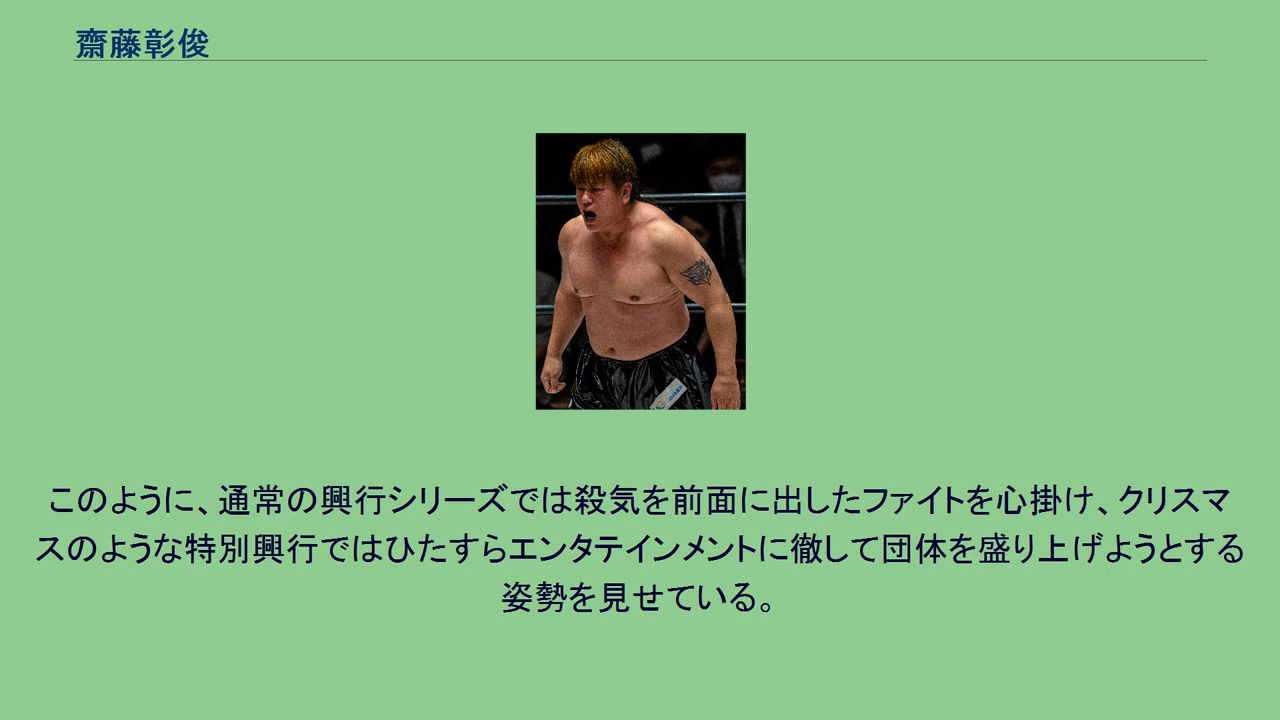 齋藤彰俊
このように、通常の興行シリーズでは殺気を前面に出したファイトを心掛け、クリスマ
スのような特別興行ではひたすらエンタテインメントに徹して団体を盛り上げようとする
姿勢を見せている。